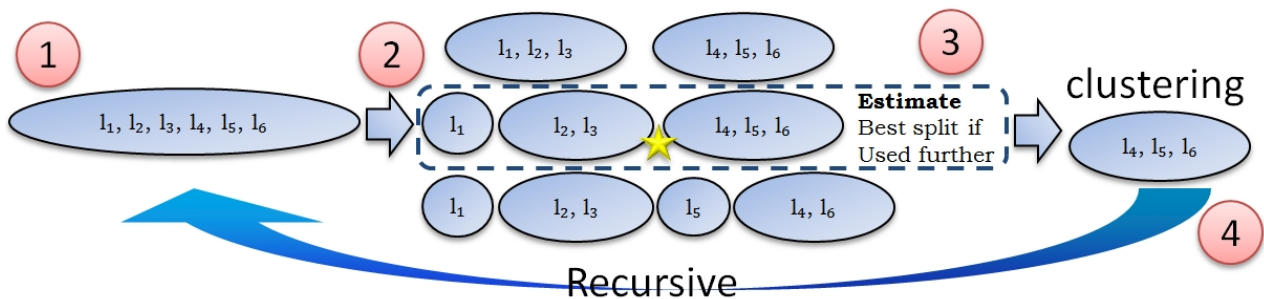 1
l₁, l₂, l₃, l₄, l₅, l₆
2
l₁, l₂, l₃
l₄, l₅, l₆
l₁
l₂, l₃
l₄, l₅, l₆
Estimate
Best split if
Used further
l₁
l₂, l₃
l₅
l₄, l₆
3
clustering
l₄, l₅, l₆
4
Recursive